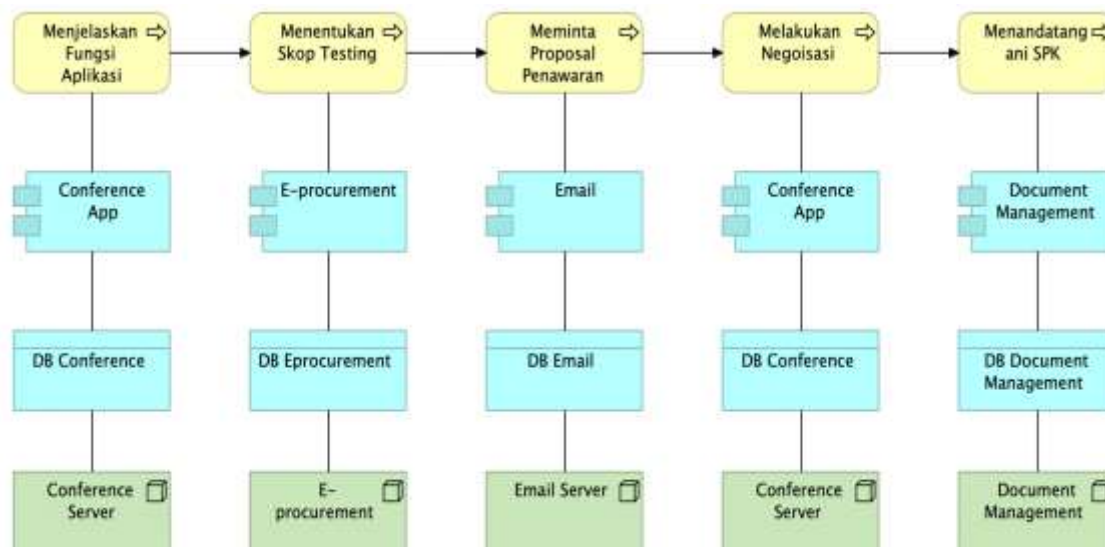 Menjelaskan
Fungsi
Aplikasi
Menentukan
Skop Testing
Meminta
Proposal
Penawaran
Melakukan
Negoisasi
Menandatang
ani SPK
Conference
App
E-procurement
Email
Conference
App
Document
Management
DB Conference
DB Eprocurement
DB Email
DB Conference
DB Document
Management
Conference
Server
E-
procurement
Email Server
Conference
Server
Document
Management